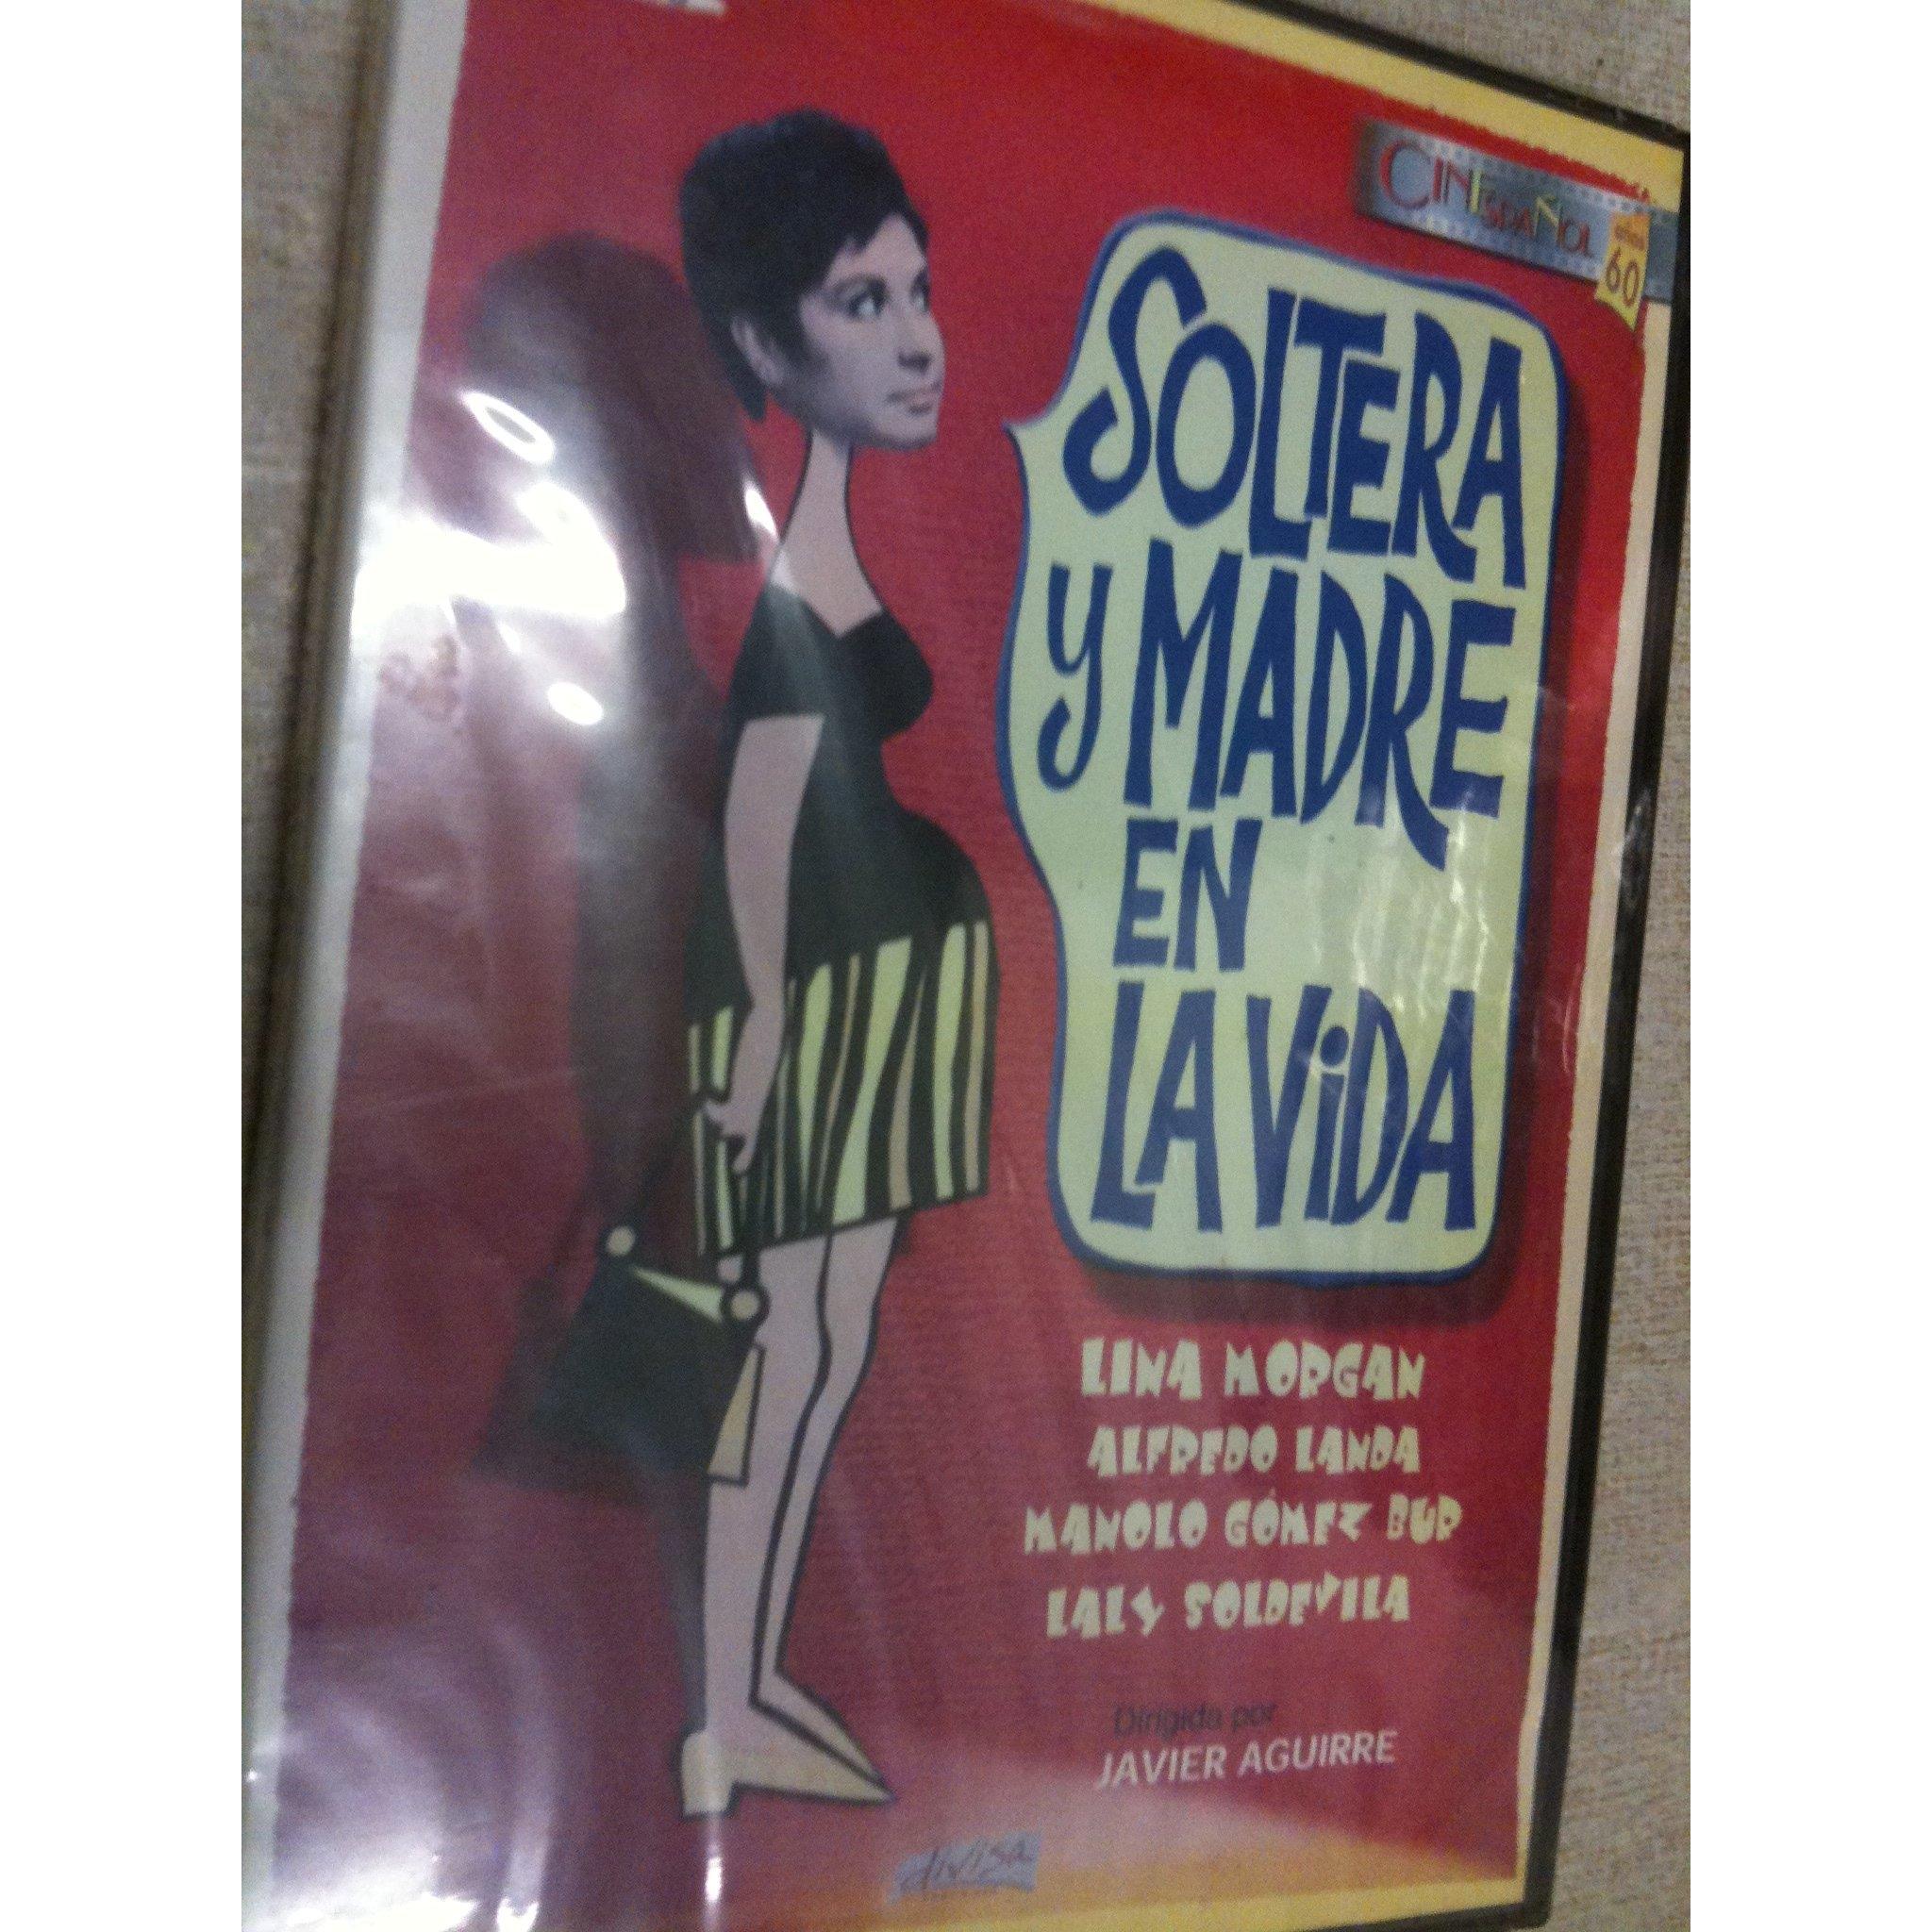 CINESPAÑOL
años
60
SOLTERA
Y MADRE
EN
LA ViDA
LINA MORGAN
ALFREDO LANDA
MANOLO GÓMEZ BUR
LALY SOLDEVILA
Dirigida por
JAVIER AGUIRRE
divisa